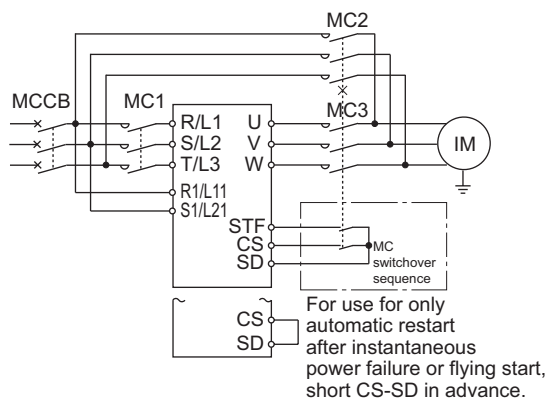 MC2
MCCB
MC1
MC3
R/L1
U
S/L2
V
IM
T/L3
W
R1/L11
S1/L21
STF
CS
MC
SD
switchover
sequence
CS
SD
For use for only
automatic restart
after instantaneous
power failure or flying start,
short CS-SD in advance.